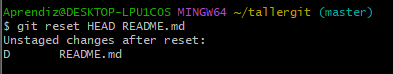 Aprendiz@DESKTOP-LPU1COS MINGW64 ~/tallergit (master)
$ git reset HEAD README.md
Unstaged changes after reset:
D       README.md